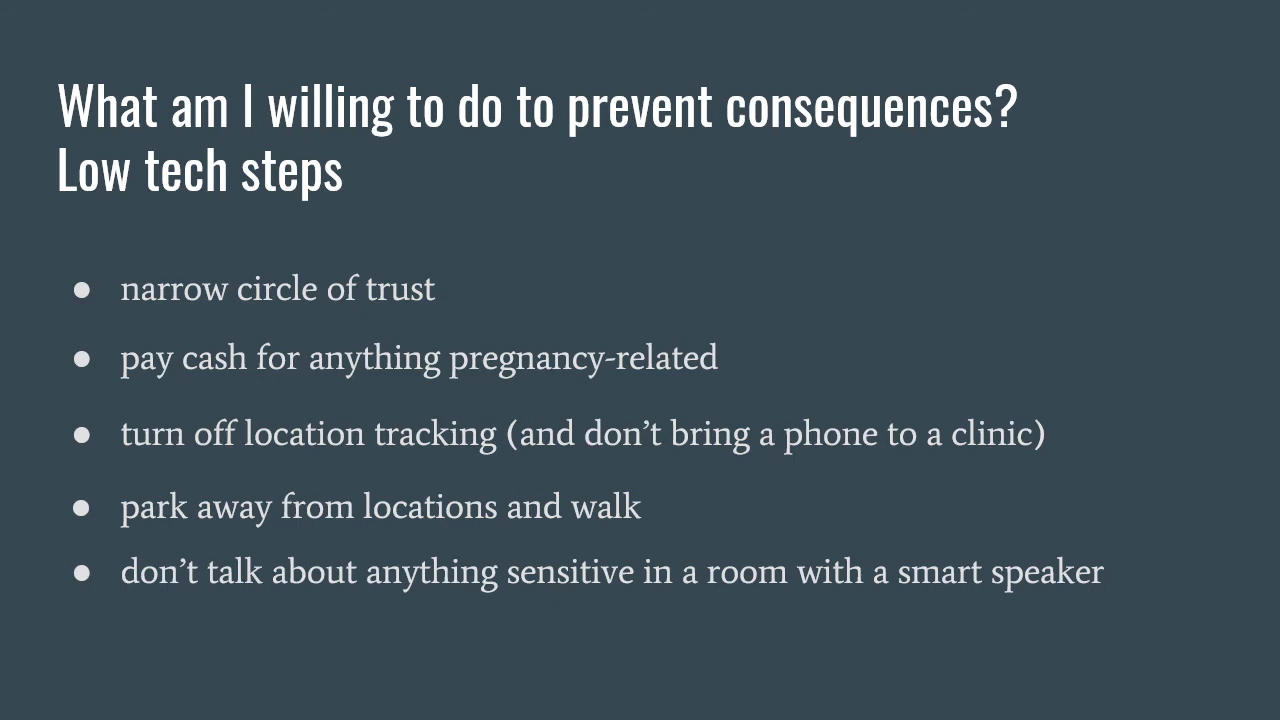 What am I willing to do to prevent consequences?
Low tech steps
● narrow circle of trust
● pay cash for anything pregnancy-related
● turn off location tracking (and don’t bring a phone to a clinic)
● park away from locations and walk
● don’t talk about anything sensitive in a room with a smart speaker